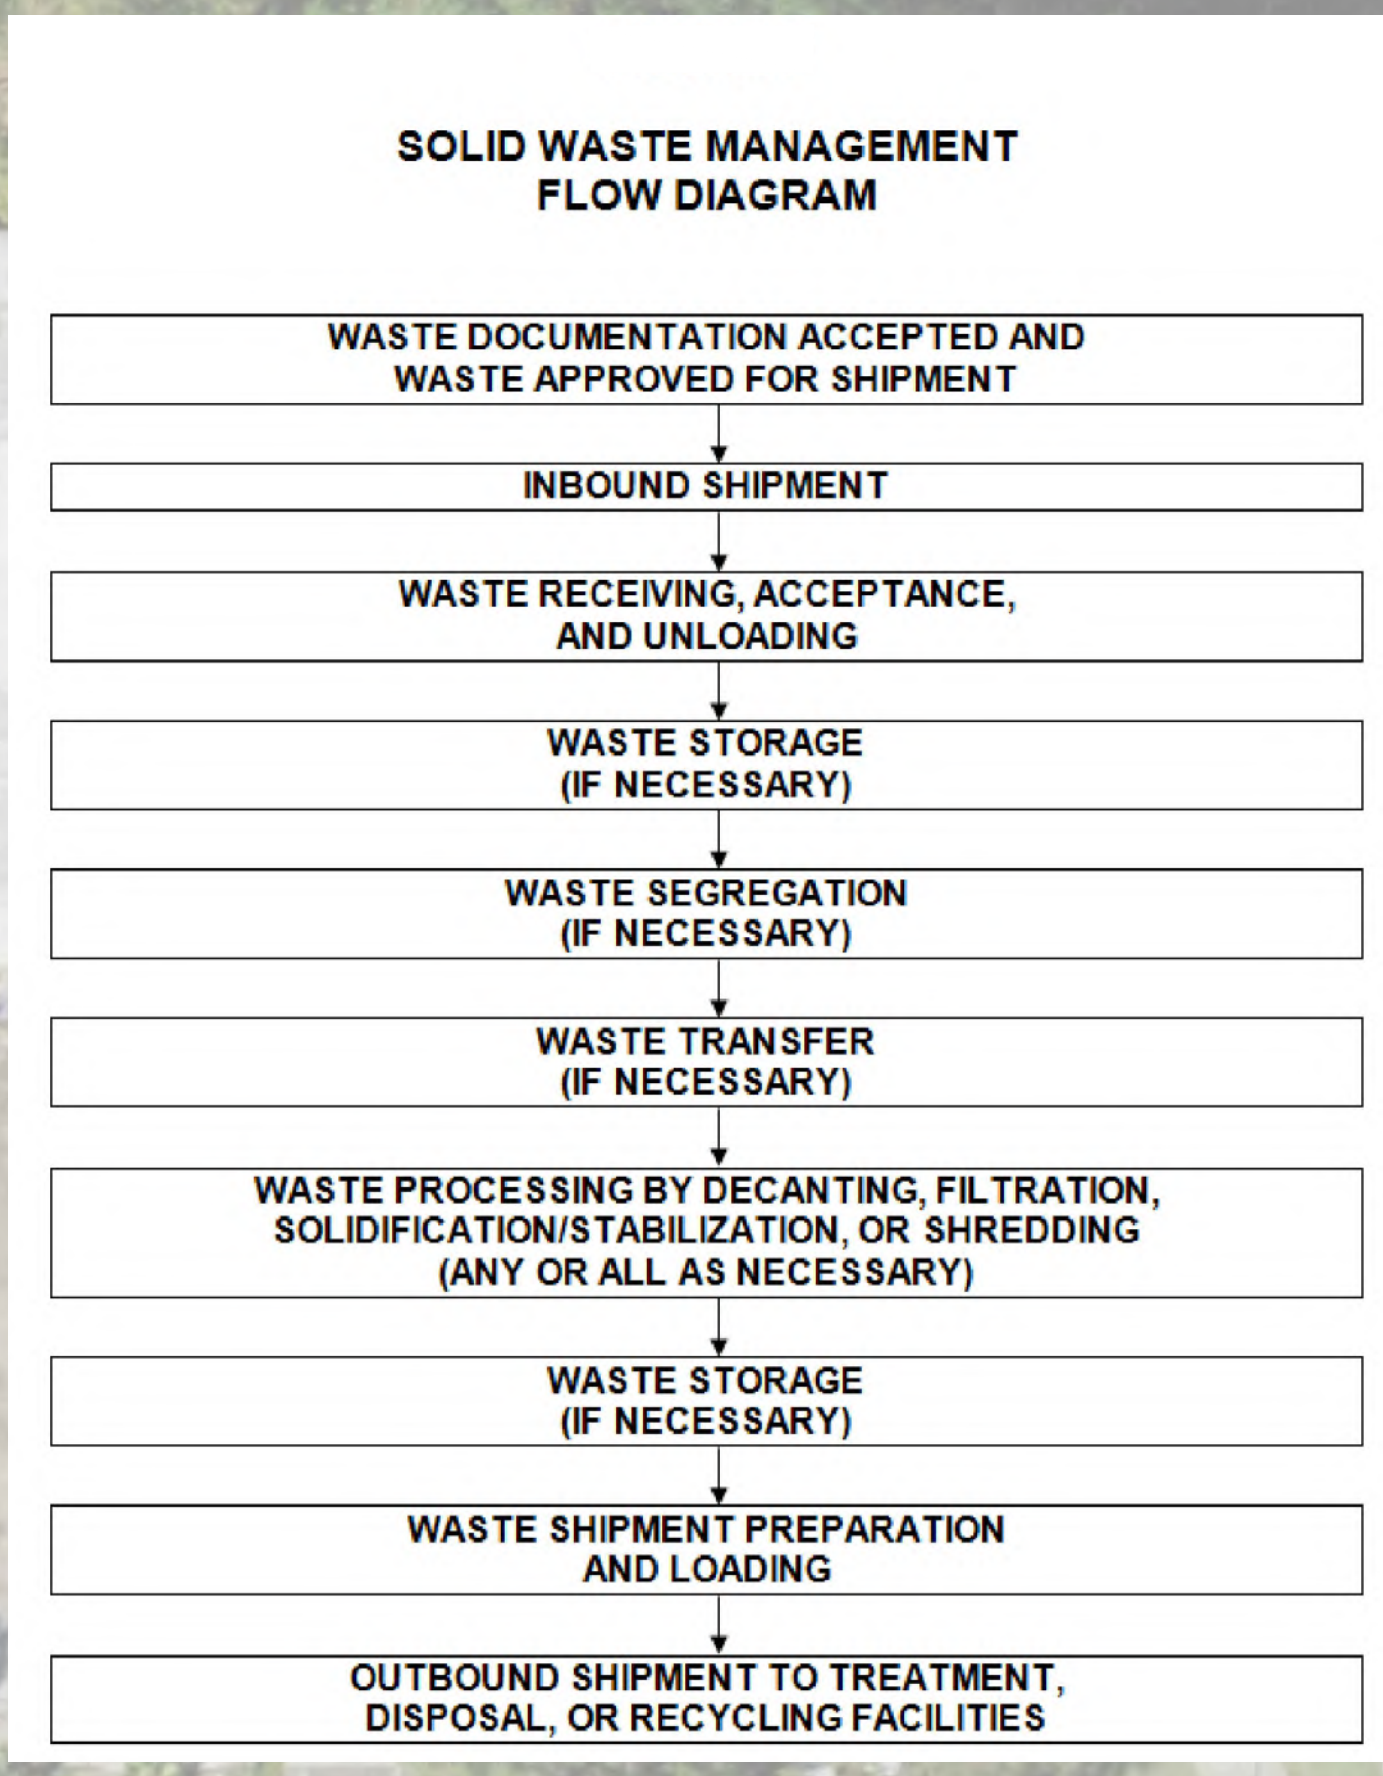 SOLID WASTE MANAGEMENT
FLOW DIAGRAM
WASTE DOCUMENTATION ACCEPTED AND
WASTE APPROVED FOR SHIPMENT
INBOUND SHIPMENT
WASTE RECEIVING, ACCEPTANCE,
AND UNLOADING
WASTE STORAGE
(IF NECESSARY)
WASTE SEGREGATION
(IF NECESSARY)
WASTE TRANSFER
(IF NECESSARY)
WASTE PROCESSING BY DECANTING, FILTRATION,
SOLIDIFICATION/STABILIZATION, OR SHREDDING
(ANY OR ALL AS NECESSARY)
WASTE STORAGE
(IF NECESSARY)
WASTE SHIPMENT PREPARATION
AND LOADING
OUTBOUND SHIPMENT TO TREATMENT,
DISPOSAL, OR RECYCLING FACILITIES